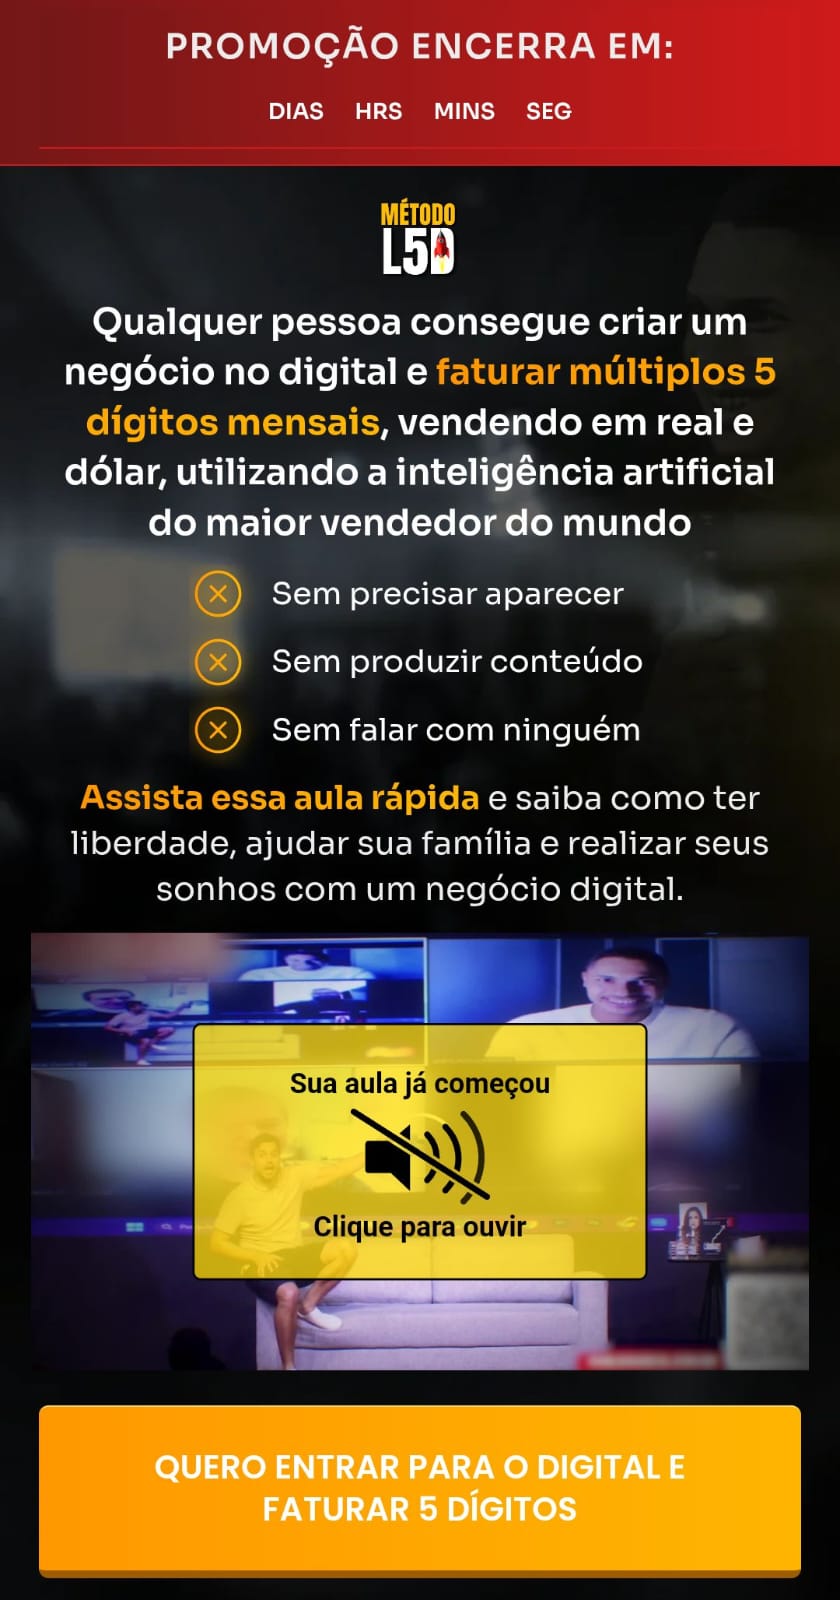 PROMOÇÃO ENCERRA EM:
DIAS HRS MINS SEG
MÉTODO
L5D
Qualquer pessoa consegue criar um
negócio no digital e faturar múltiplos 5
dígitos mensais, vendendo em real e
dólar, utilizando a inteligência artificial
do maior vendedor do mundo
Sem precisar aparecer
Sem produzir conteúdo
Sem falar com ninguém
Assista essa aula rápida e saiba como ter
liberdade, ajudar sua família e realizar seus
sonhos com um negócio digital.
Sua aula já começou
Clique para ouvir
QUERO ENTRAR PARA O DIGITAL E
FATURAR 5 DÍGITOS